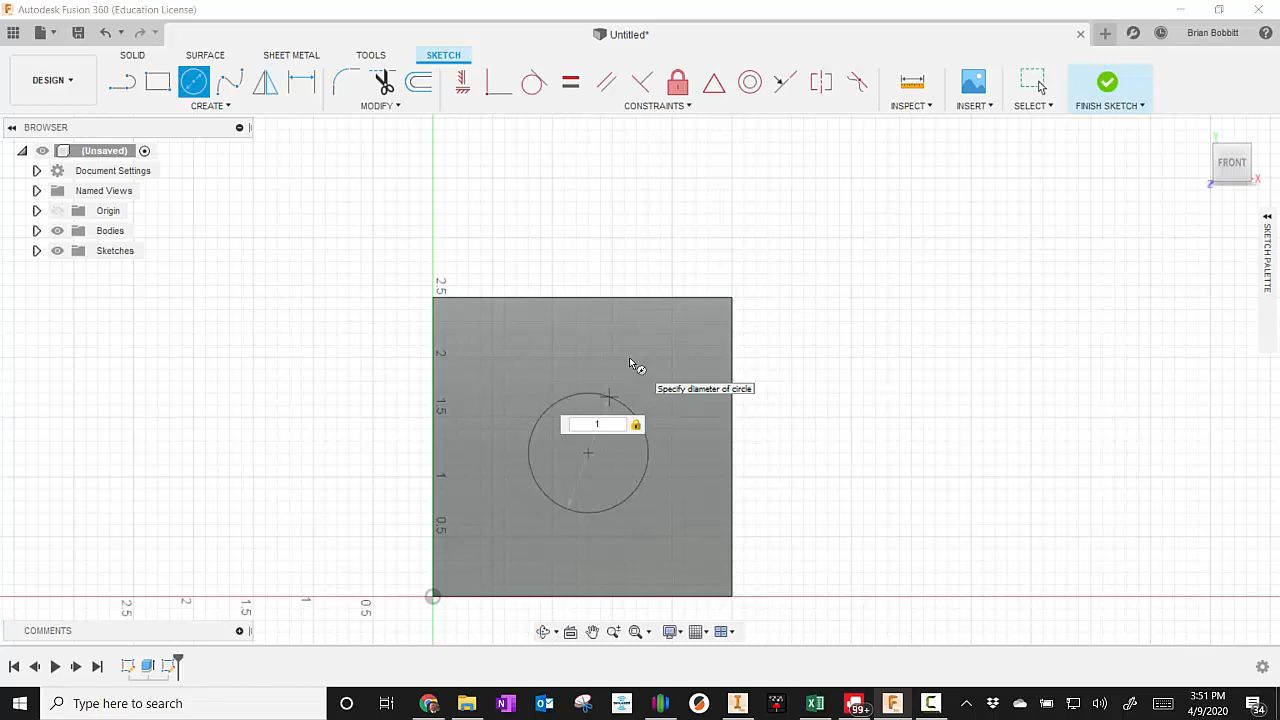 Autodesk Fusion 360 (Education License)
Untitled*
Brian Bobbitt
DESIGN
SOLID
SURFACE
SHEET METAL
TOOLS
SKETCH
CREATE
MODIFY
CONSTRAINTS
INSPECT
INSERT
SELECT
FINISH SKETCH
BROWSER
(Unsaved)
Document Settings
Named Views
Origin
Bodies
Sketches
FRONT
Y
X
Z
SKETCH PALETTE
2.5
2
1.5
1
0.5
Specify diameter of circle
1
2.5
2
1.5
1
0.5
COMMENTS
Type here to search
99+
3:51 PM
4/9/2020
34